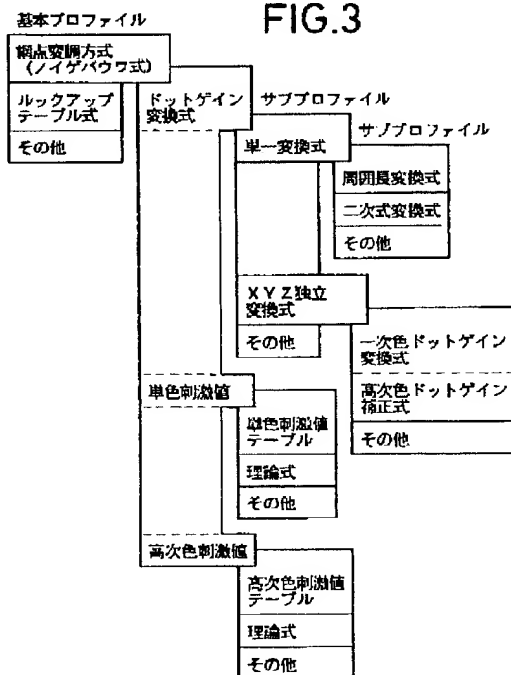 FIG.3
基本プロファイル
網点変調方式
(ノイゲバウワ式)
ルックアップ
テーブル式
その他
ドットゲイン
変換式
サブプロファイル
単一変換式
サブプロファイル
周囲長変換式
二次式変換式
その他
XYZ独立
変換式
その他
一次色ドットゲイン
変換式
高次色ドットゲイン
補正式
その他
単色刺激値
単色刺激値
テーブル
理論式
その他
高次色刺激値
高次色刺激値
テーブル
理論式
その他